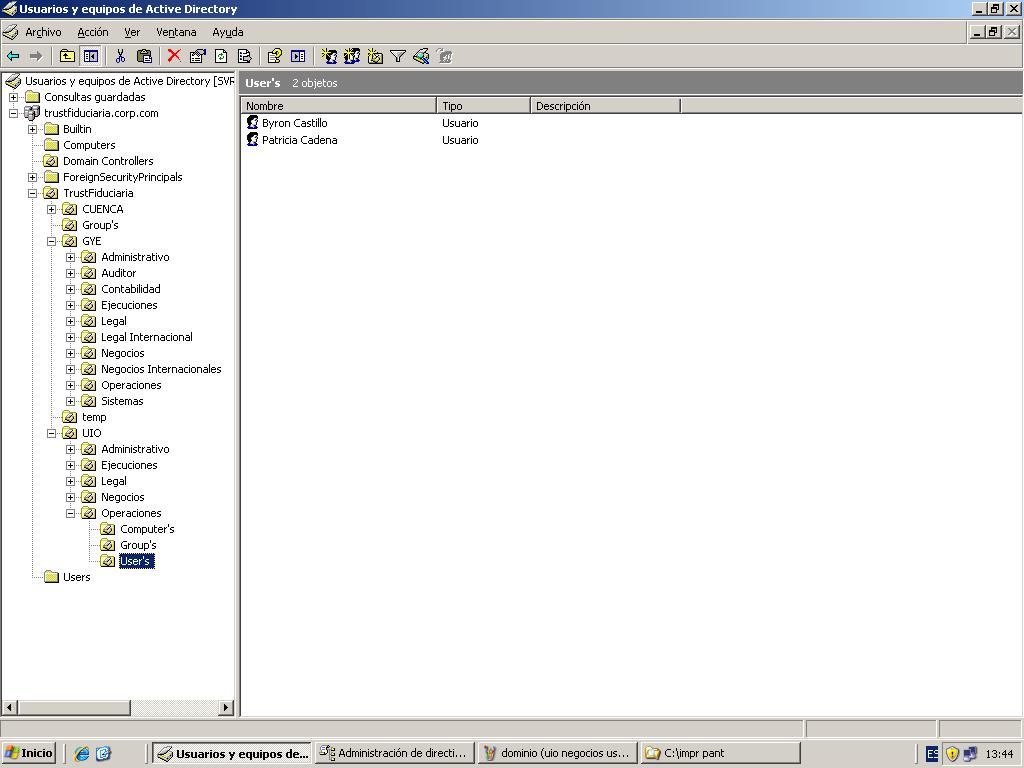 Usuarios y equipos de Active Directory
Archivo Acción Ver Ventana Ayuda
Usuarios y equipos de Active Directory [SVR
Consultas guardadas
trustfiduciaria.corp.com
Builtin
Computers
Domain Controllers
ForeignSecurityPrincipals
TrustFiduciaria
CUENCA
Group's
GYE
Administrativo
Auditor
Contabilidad
Ejecuciones
Legal
Legal Internacional
Negocios
Negocios Internacionales
Operaciones
Sistemas
temp
UIO
Administrativo
Ejecuciones
Legal
Negocios
Operaciones
Computer's
Group's
User's
Users
User's 2 objetos
Nombre Tipo Descripción
Byron Castillo Usuario
Patricia Cadena Usuario
Inicio
Usuarios y equipos de...
Administración de directi...
dominio (uio negocios us...
C:\impr pant
ES
13:44